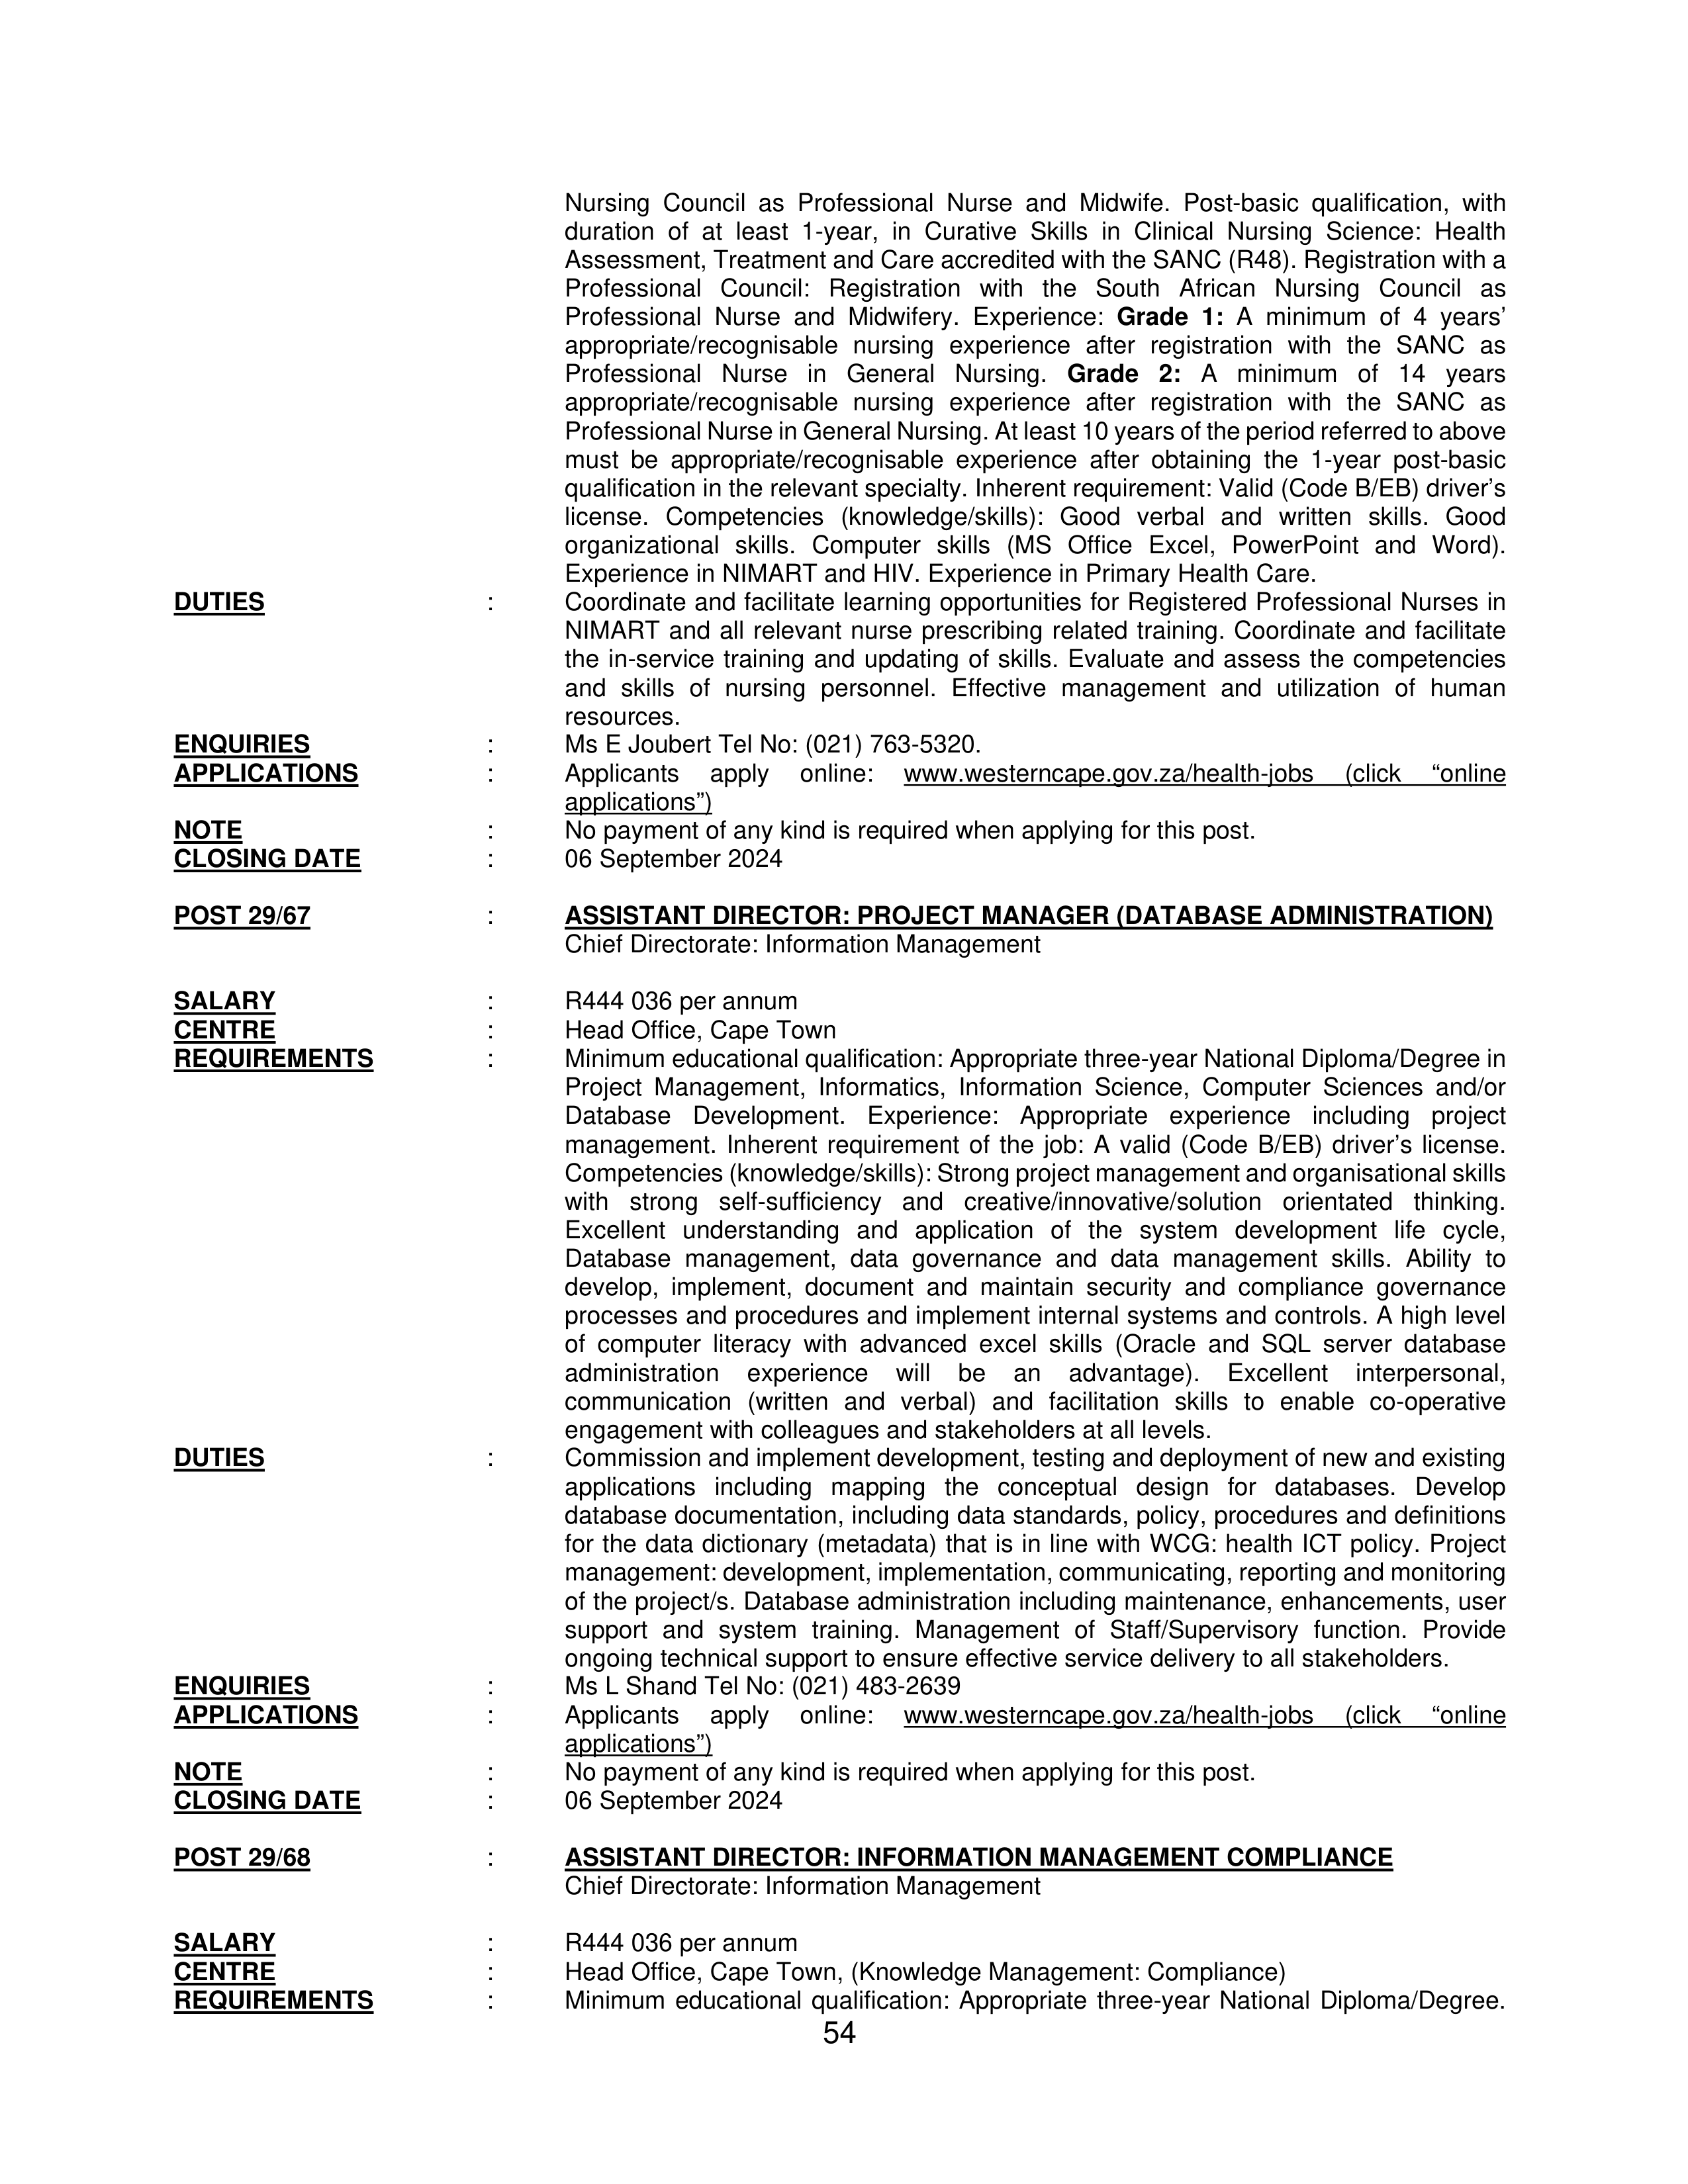 Nursing Council as Professional Nurse and Midwife. Post-basic qualification, with
duration of at least 1-year, in Curative Skills in Clinical Nursing Science: Health
Assessment, Treatment and Care accredited with the SANC (R48). Registration with a
Professional Council: Registration with the South African Nursing Council as
Professional Nurse and Midwifery. Experience: Grade 1: A minimum of 4 years’
appropriate/recognisable nursing experience after registration with the SANC as
Professional Nurse in General Nursing. Grade 2: A minimum of 14 years
appropriate/recognisable nursing experience after registration with the SANC as
Professional Nurse in General Nursing. At least 10 years of the period referred to above
must be appropriate/recognisable experience after obtaining the 1-year post-basic
qualification in the relevant specialty. Inherent requirement: Valid (Code B/EB) driver’s
license. Competencies (knowledge/skills): Good verbal and written skills. Good
organizational skills. Computer skills (MS Office Excel, PowerPoint and Word).
Experience in NIMART and HIV. Experience in Primary Health Care.
DUTIES : Coordinate and facilitate learning opportunities for Registered Professional Nurses in
NIMART and all relevant nurse prescribing related training. Coordinate and facilitate
the in-service training and updating of skills. Evaluate and assess the competencies
and skills of nursing personnel. Effective management and utilization of human
resources.
ENQUIRIES : Ms E Joubert Tel No: (021) 763-5320.
APPLICATIONS : Applicants apply online: www.westerncape.gov.za/health-jobs (click “online
applications”)
NOTE : No payment of any kind is required when applying for this post.
CLOSING DATE : 06 September 2024
POST 29/67 : ASSISTANT DIRECTOR: PROJECT MANAGER (DATABASE ADMINISTRATION)
Chief Directorate: Information Management
SALARY : R444 036 per annum
CENTRE : Head Office, Cape Town
REQUIREMENTS : Minimum educational qualification: Appropriate three-year National Diploma/Degree in
Project Management, Informatics, Information Science, Computer Sciences and/or
Database Development. Experience: Appropriate experience including project
management. Inherent requirement of the job: A valid (Code B/EB) driver’s license.
Competencies (knowledge/skills): Strong project management and organisational skills
with strong self-sufficiency and creative/innovative/solution orientated thinking.
Excellent understanding and application of the system development life cycle,
Database management, data governance and data management skills. Ability to
develop, implement, document and maintain security and compliance governance
processes and procedures and implement internal systems and controls. A high level
of computer literacy with advanced excel skills (Oracle and SQL server database
administration experience will be an advantage). Excellent interpersonal,
communication (written and verbal) and facilitation skills to enable co-operative
engagement with colleagues and stakeholders at all levels.
DUTIES : Commission and implement development, testing and deployment of new and existing
applications including mapping the conceptual design for databases. Develop
database documentation, including data standards, policy, procedures and definitions
for the data dictionary (metadata) that is in line with WCG: health ICT policy. Project
management: development, implementation, communicating, reporting and monitoring
of the project/s. Database administration including maintenance, enhancements, user
support and system training. Management of Staff/Supervisory function. Provide
ongoing technical support to ensure effective service delivery to all stakeholders.
ENQUIRIES : Ms L Shand Tel No: (021) 483-2639
APPLICATIONS : Applicants apply online: www.westerncape.gov.za/health-jobs (click “online
applications”)
NOTE : No payment of any kind is required when applying for this post.
CLOSING DATE : 06 September 2024
POST 29/68 : ASSISTANT DIRECTOR: INFORMATION MANAGEMENT COMPLIANCE
Chief Directorate: Information Management
SALARY : R444 036 per annum
CENTRE : Head Office, Cape Town, (Knowledge Management: Compliance)
REQUIREMENTS : Minimum educational qualification: Appropriate three-year National Diploma/Degree.
54